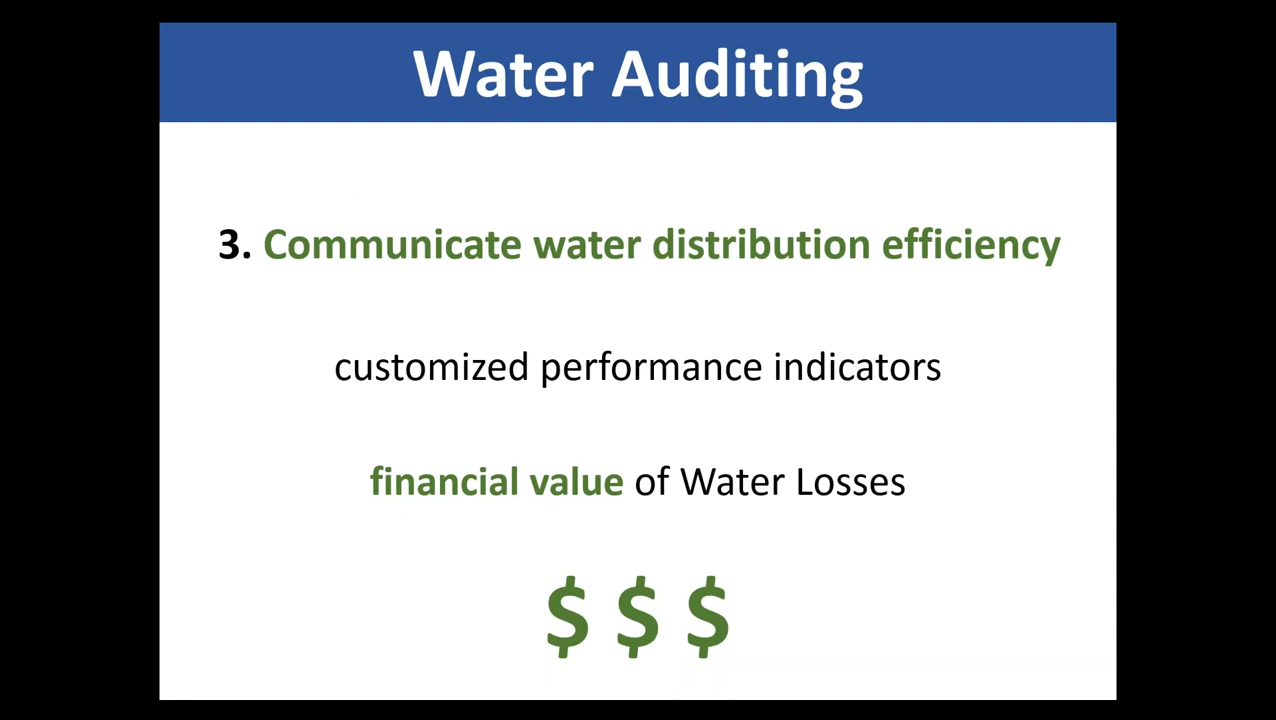 Water Auditing
3. Communicate water distribution efficiency
customized performance indicators
financial value of Water Losses
$ $ $